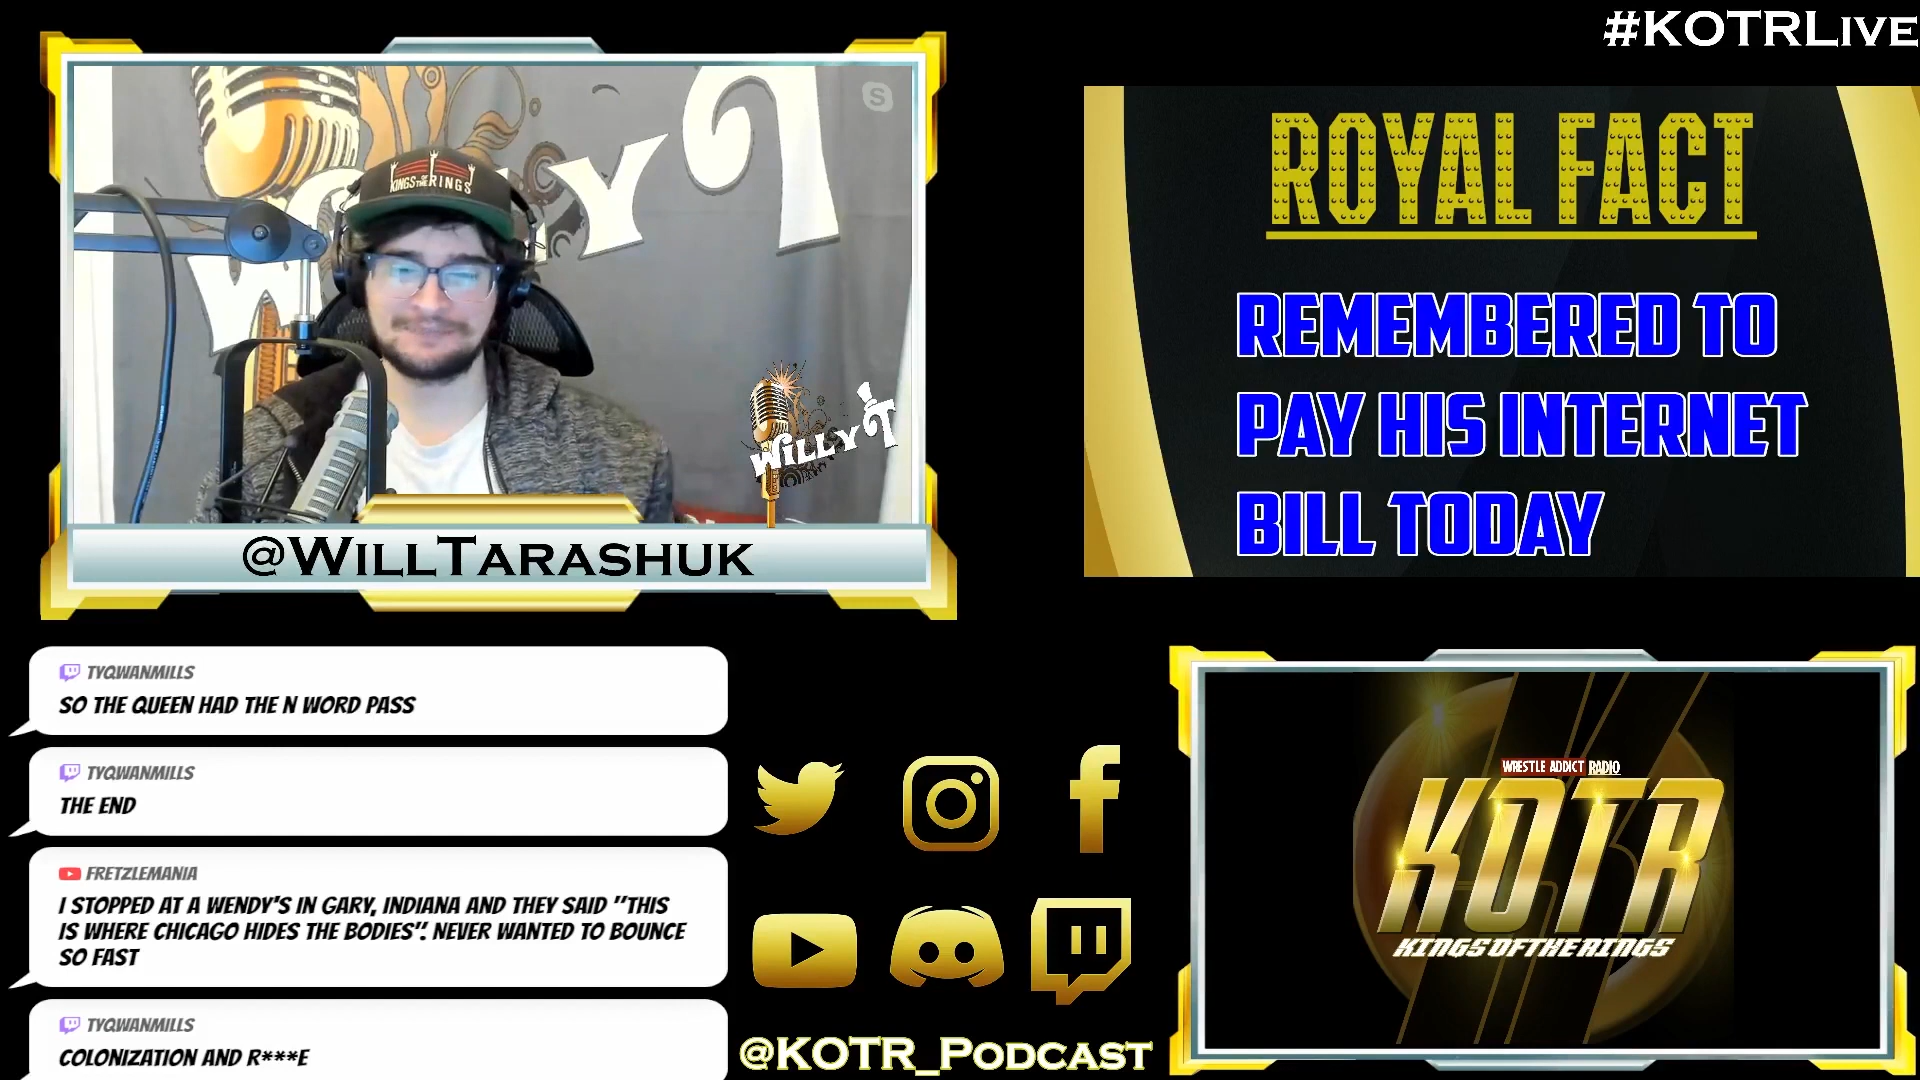 #KOTRLIVE
ROYAL FACT
REMEMBERED TO
PAY HIS INTERNET
BILL TODAY
KINGS OF THE RINGS
WILLY T
@WILLTARASHUK
TYQWANMILLS
SO THE QUEEN HAD THE N WORD PASS
TYQWANMILLS
THE END
FRETZLEMANIA
I STOPPED AT A WENDY'S IN GARY, INDIANA AND THEY SAID "THIS
IS WHERE CHICAGO HIDES THE BODIES". NEVER WANTED TO BOUNCE
SO FAST
TYQWANMILLS
COLONIZATION AND R***E
@KOTR_PODCAST
WRESTLE ADDICT RADIO
KOTR
KINGSOFTHERINGS